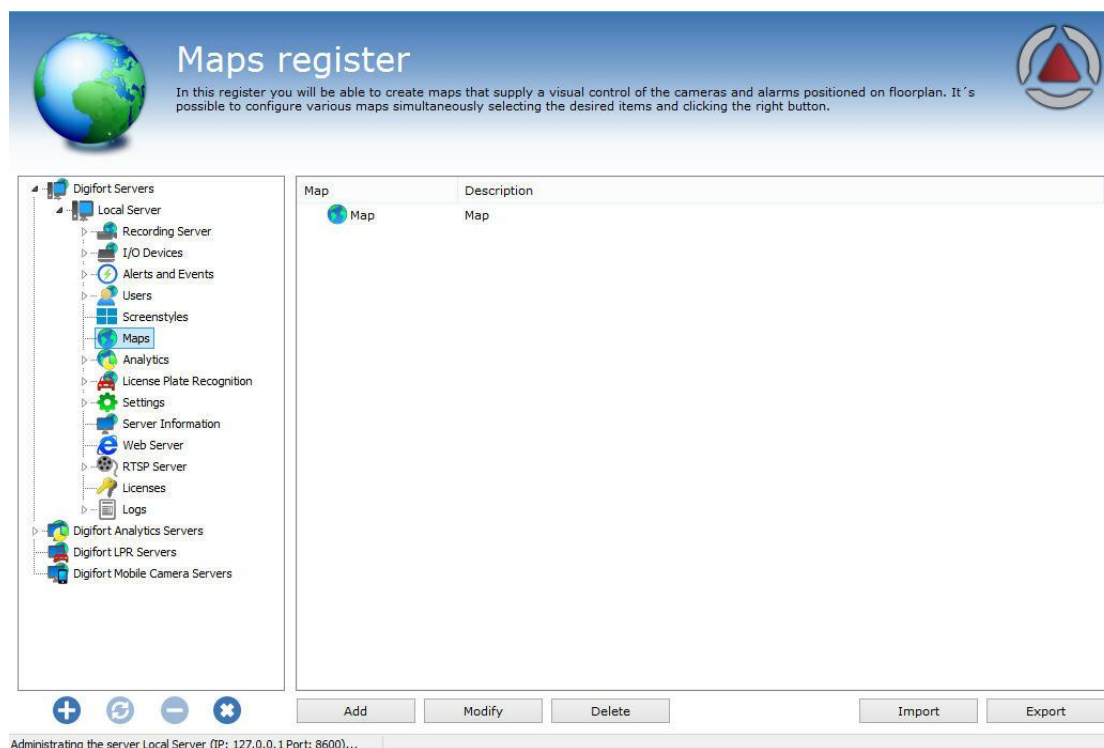 Maps register
In this register you will be able to create maps that supply a visual control of the cameras and alarms positioned on floorplan. It´s
possible to configure various maps simultaneously selecting the desired items and clicking the right button.
Digifort Servers
Local Server
Recording Server
I/O Devices
Alerts and Events
Users
Screenstyles
Maps
Analytics
License Plate Recognition
Settings
Server Information
Web Server
RTSP Server
Licenses
Logs
Digifort Analytics Servers
Digifort LPR Servers
Digifort Mobile Camera Servers
Map Description
Map Map
Add Modify Delete Import Export
Administrating the server Local Server (IP: 127.0.0.1 Port: 8600)...